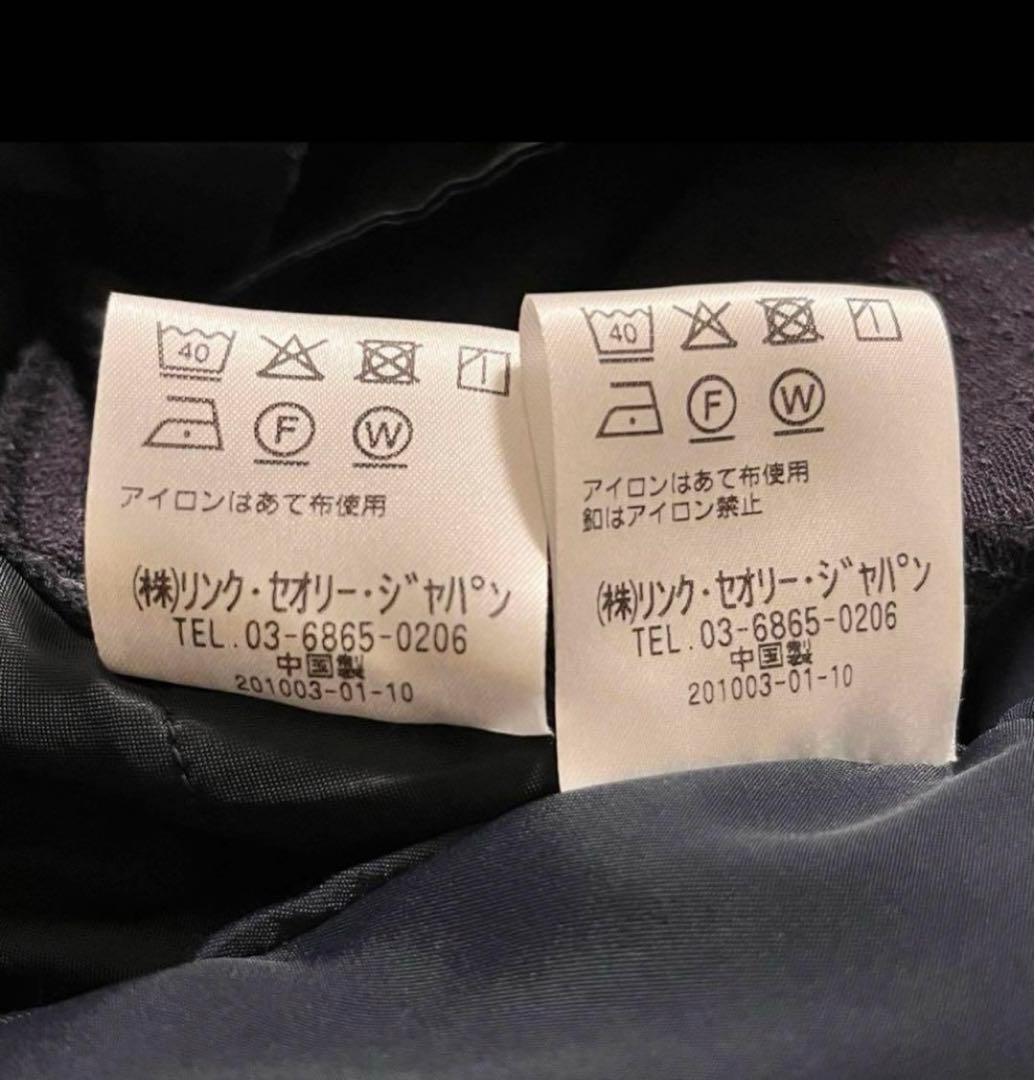 40
F W
アイロンはあて布使用
(株)リンク・セオリー・ジャパン
TEL.03-6865-0206
中国製
201003-01-10
40
F W
アイロンはあて布使用
釦はアイロン禁止
(株)リンク・セオリー・ジャパン
TEL.03-6865-0206
中国製
201003-01-10